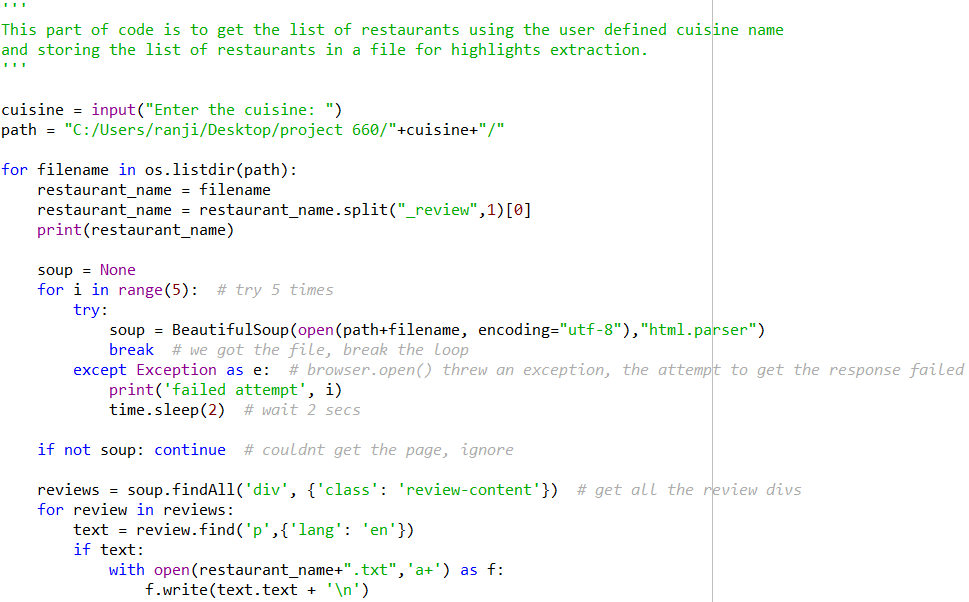 '''
This part of code is to get the list of restaurants using the user defined cuisine name
and storing the list of restaurants in a file for highlights extraction.
'''

cuisine = input("Enter the cuisine: ")
path = "C:/Users/ranji/Desktop/project 660/"+cuisine+"/"

for filename in os.listdir(path):
    restaurant_name = filename
    restaurant_name = restaurant_name.split("_review",1)[0]
    print(restaurant_name)

    soup = None
    for i in range(5):  # try 5 times
        try:
            soup = BeautifulSoup(open(path+filename, encoding="utf-8"),"html.parser")
            break  # we got the file, break the loop
        except Exception as e:  # browser.open() threw an exception, the attempt to get the response failed
            print('failed attempt', i)
            time.sleep(2)  # wait 2 secs

    if not soup: continue  # couldnt get the page, ignore

    reviews = soup.findAll('div', {'class': 'review-content'})  # get all the review divs
    for review in reviews:
        text = review.find('p',{'lang': 'en'})
        if text:
            with open(restaurant_name+".txt",'a+') as f:
                f.write(text.text + '\n')